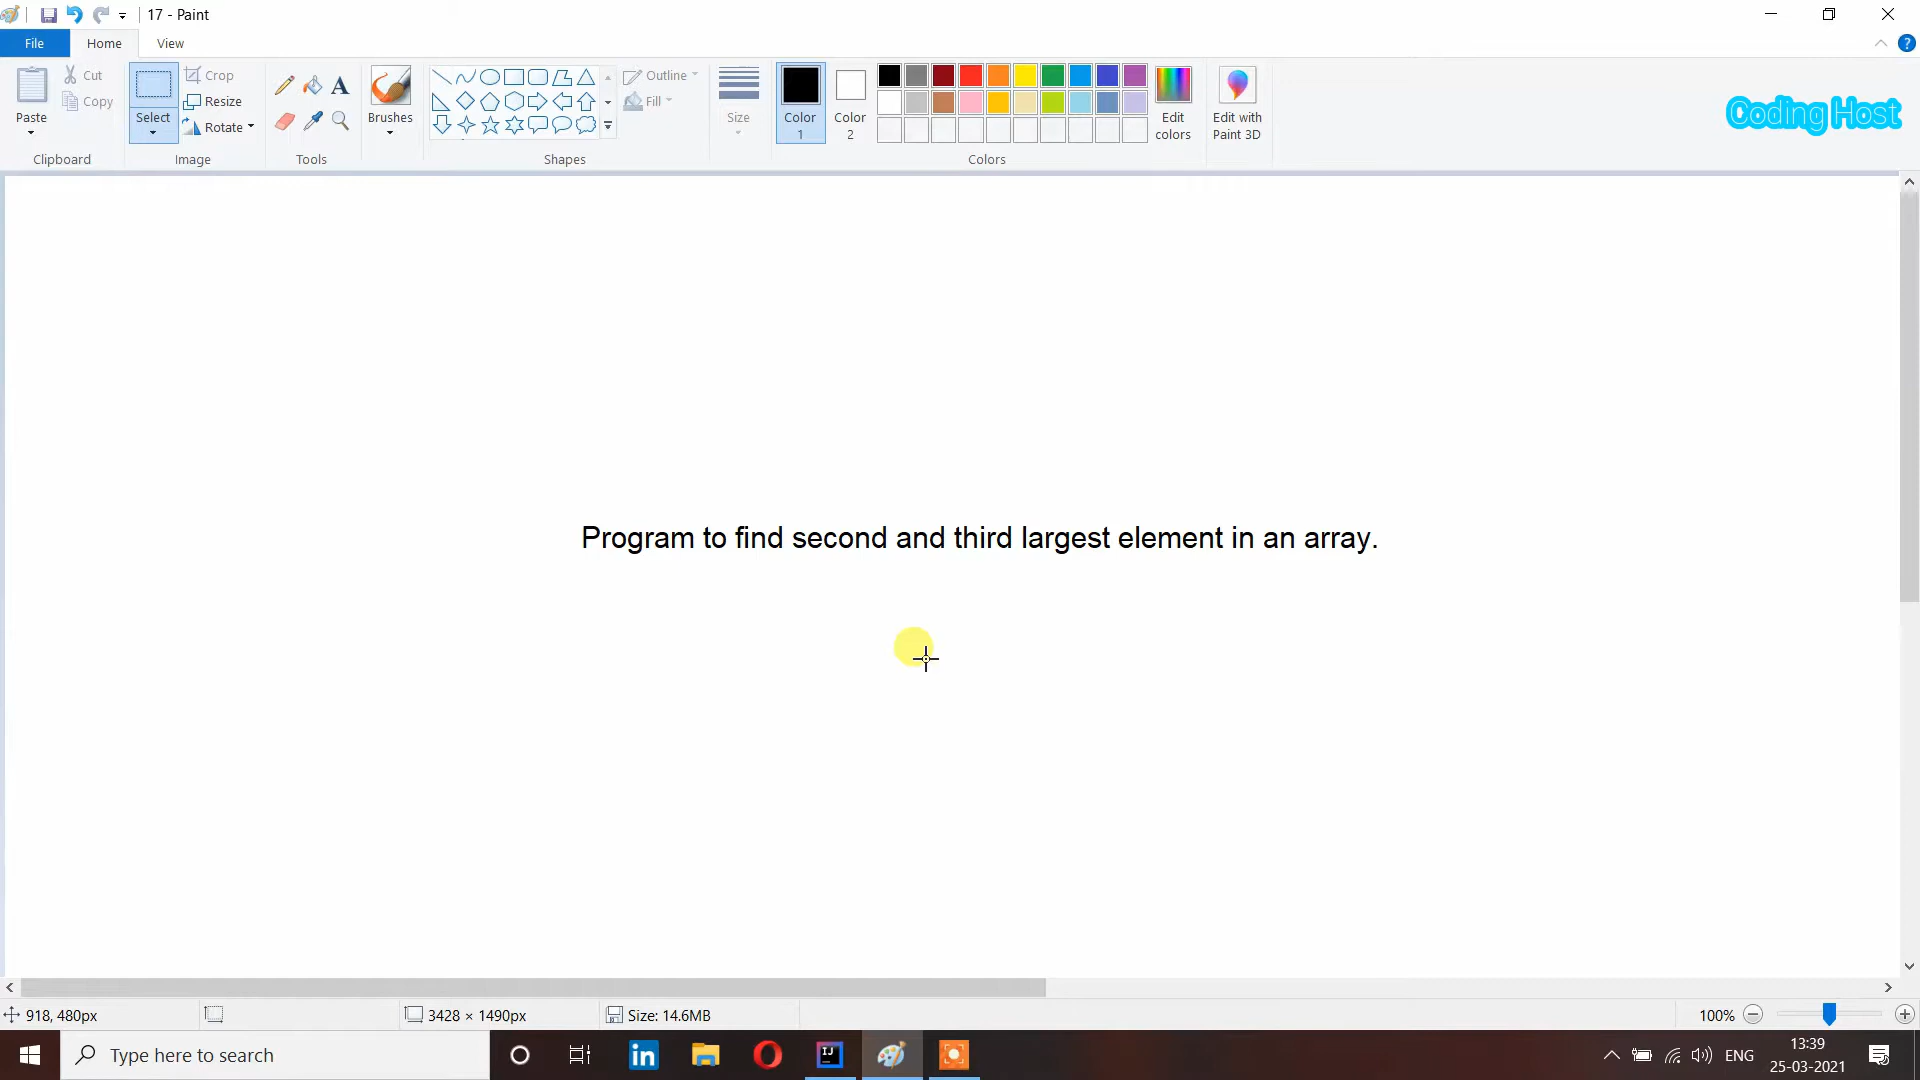 17 - Paint
File Home View
Paste
Cut
Copy
Clipboard
Select
Crop
Resize
Rotate
Image
Tools
Brushes
Outline
Fill
Shapes
Size
Color
1
Color
2
Colors
Edit
colors
Edit with
Paint 3D
Coding Host
Program to find second and third largest element in an array.
918, 480px
3428 × 1490px
Size: 14.6MB
100%
Type here to search
ENG
13:39
25-03-2021